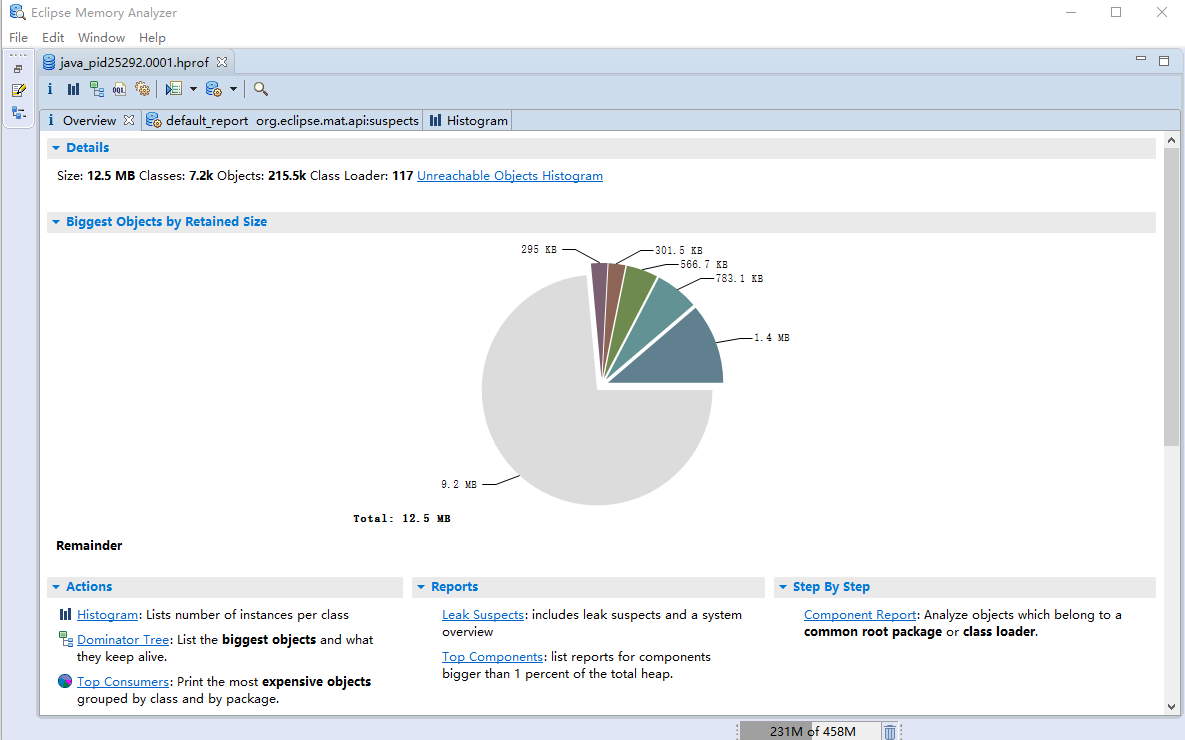 Eclipse Memory Analyzer
File Edit Window Help
java_pid25292.0001.hprof
i OQL
i Overview default_report org.eclipse.mat.api:suspects Histogram
Details
Size: 12.5 MB Classes: 7.2k Objects: 215.5k Class Loader: 117 Unreachable Objects Histogram
Biggest Objects by Retained Size
295 KB
301.5 KB
566.7 KB
783.1 KB
1.4 MB
9.2 MB
Total: 12.5 MB
Remainder
Actions
Histogram: Lists number of instances per class
Dominator Tree: List the biggest objects and what
they keep alive.
Top Consumers: Print the most expensive objects
grouped by class and by package.
Reports
Leak Suspects: includes leak suspects and a system
overview
Top Components: list reports for components
bigger than 1 percent of the total heap.
Step By Step
Component Report: Analyze objects which belong to a
common root package or class loader.
231M of 458M